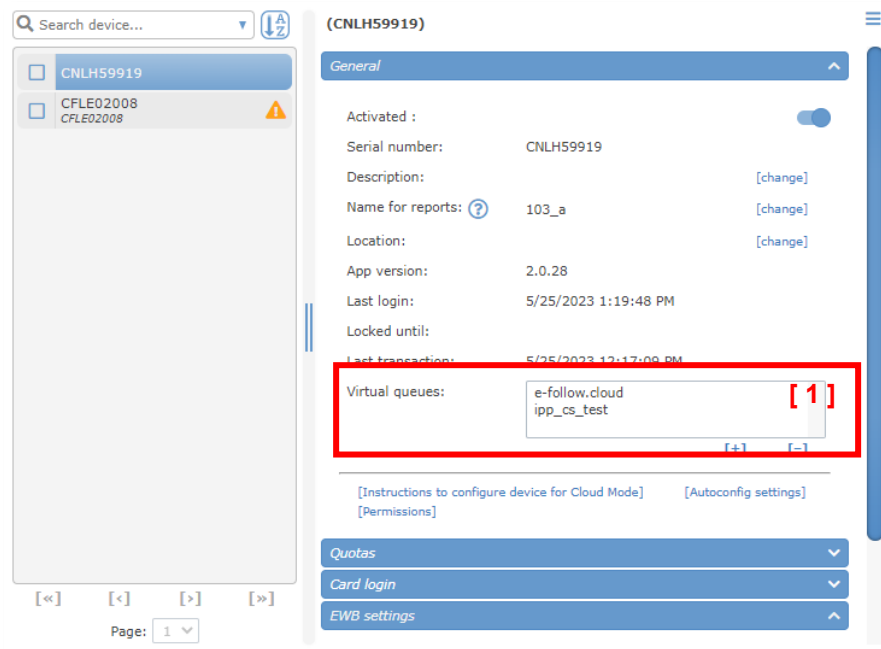 Search device...
CNLH59919
CFLE02008
CFLE02008
[«] [‹] [›] [»]
Page: 1
(CNLH59919)
General
Activated :
Serial number: CNLH59919
Description: [change]
Name for reports: ? 103_a [change]
Location: [change]
App version: 2.0.28
Last login: 5/25/2023 1:19:48 PM
Locked until:
Last transaction: 5/25/2023 12:17:09 PM
Virtual queues: e-follow.cloud [ 1 ]
ipp_cs_test
[+] [−]
[Instructions to configure device for Cloud Mode] [Autoconfig settings]
[Permissions]
Quotas
Card login
EWB settings